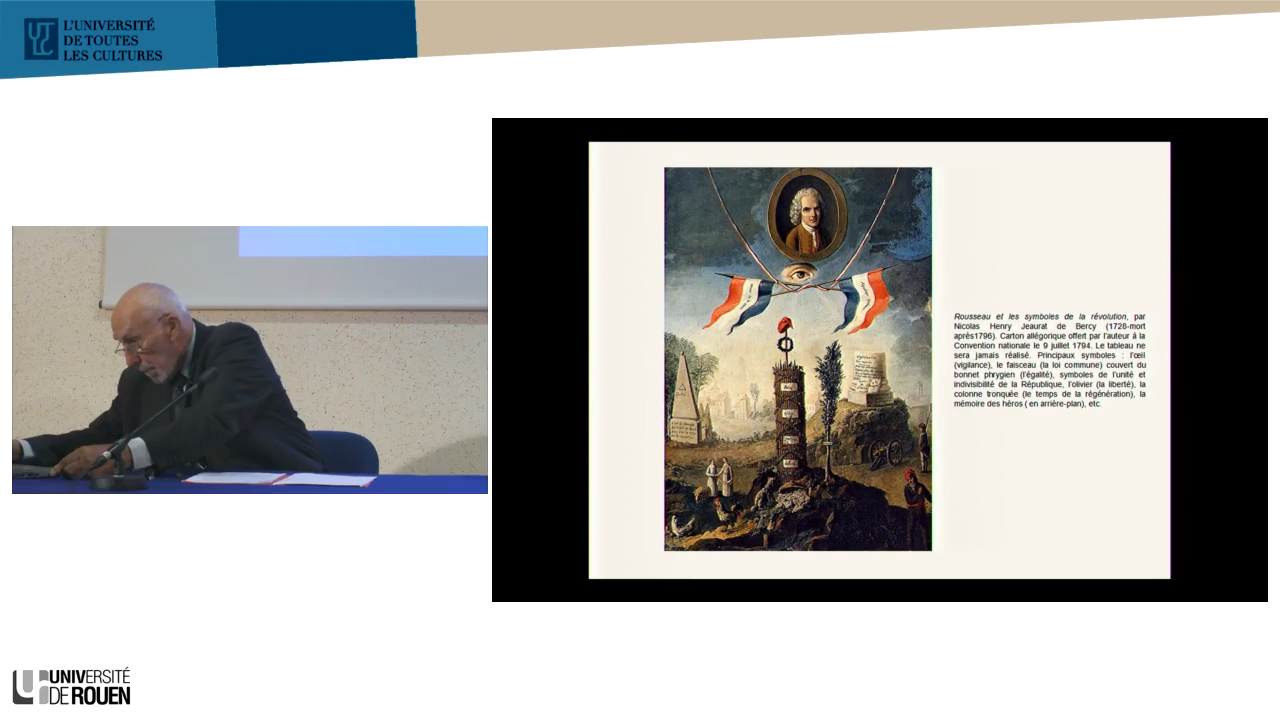 L'UNIVERSITÉ
DE TOUTES
LES CULTURES
Rousseau et les symboles de la révolution, par
Nicolas Henry Jeaurat de Bercy (1728-mort
après1796). Carton allégorique offert par l'auteur à la
Convention nationale le 9 juillet 1794. Le tableau ne
sera jamais réalisé. Principaux symboles : l'œil
(vigilance), le faisceau (la loi commune) couvert du
bonnet phrygien (l'égalité), symboles de l'unité et
indivisibilité de la République, l'olivier (la liberté), la
colonne tronquée (le temps de la régénération), la
mémoire des héros ( en arrière-plan), etc.
UNIVERSITÉ
DE ROUEN